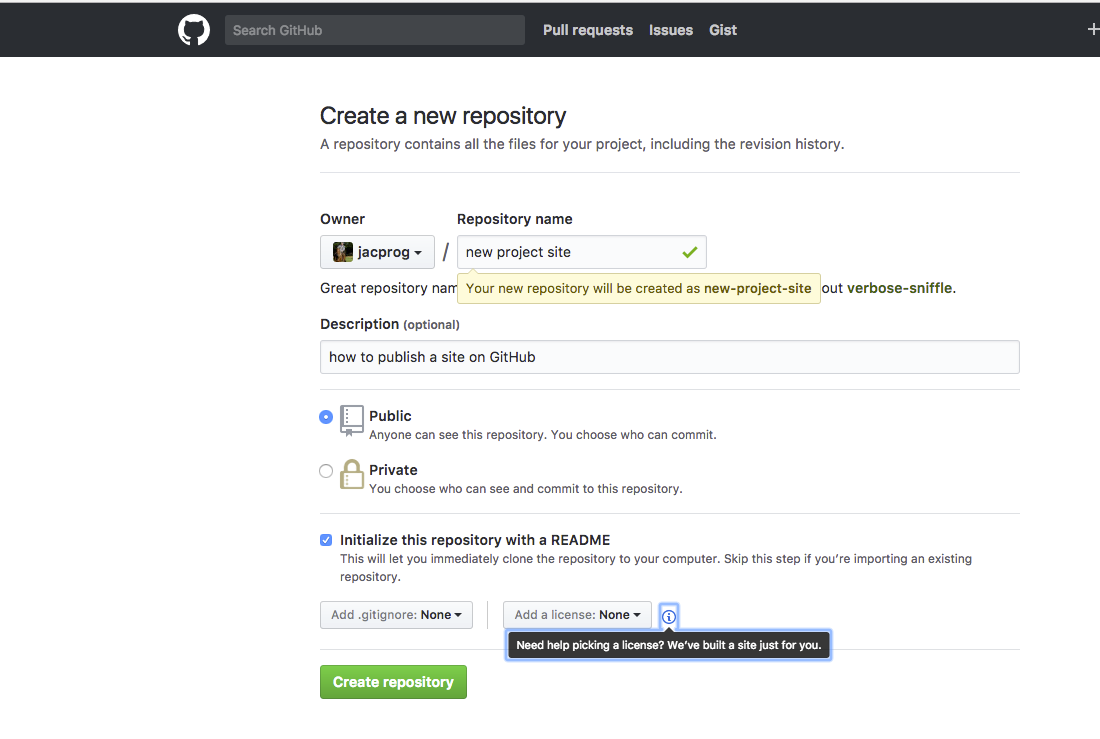 Search GitHub Pull requests Issues Gist
Create a new repository
A repository contains all the files for your project, including the revision history.
Owner Repository name
jacprog / new project site
Great repository nam Your new repository will be created as new-project-site out verbose-sniffle.
Description (optional)
how to publish a site on GitHub
Public
Anyone can see this repository. You choose who can commit.
Private
You choose who can see and commit to this repository.
Initialize this repository with a README
This will let you immediately clone the repository to your computer. Skip this step if you’re importing an existing
repository.
Add .gitignore: None Add a license: None
Need help picking a license? We’ve built a site just for you.
Create repository